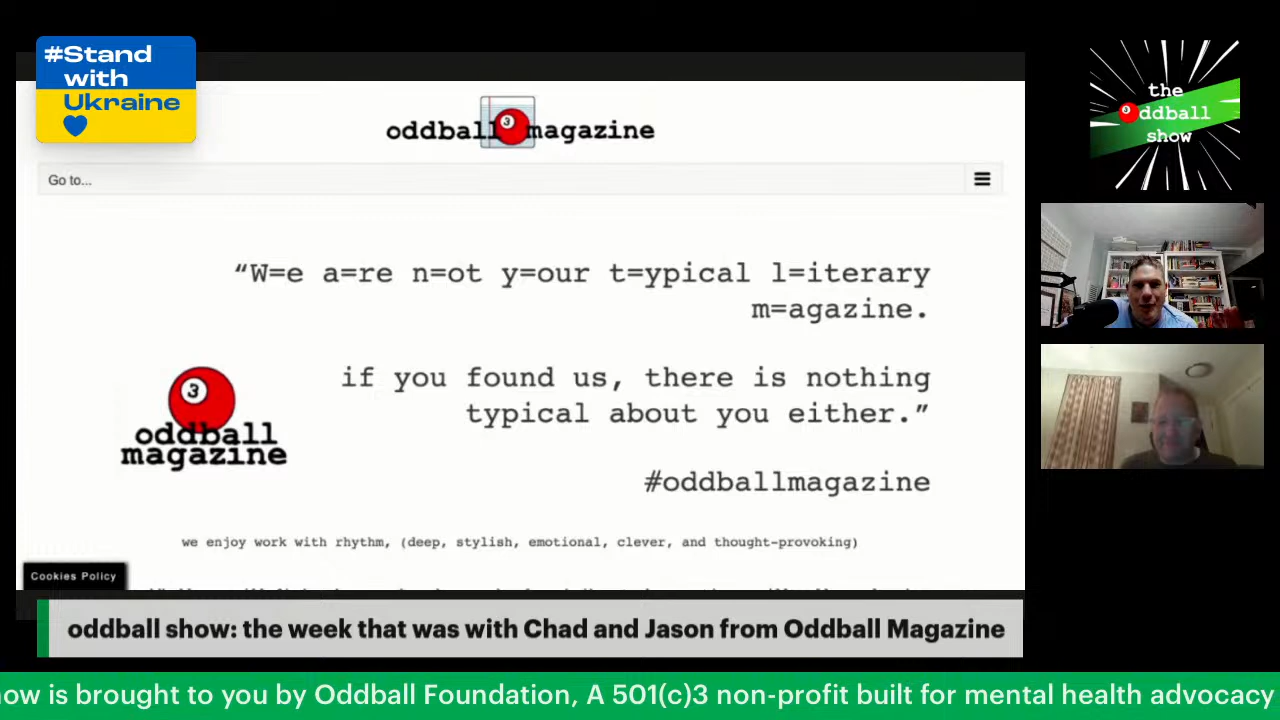 #Stand
with
Ukraine
oddball magazine
3
Go to...
“W=e a=re n=ot y=our t=ypical l=iterary
m=agazine.
if you found us, there is nothing
typical about you either.”
#oddballmagazine
3
oddball
magazine
we enjoy work with rhythm, (deep, stylish, emotional, clever, and thought-provoking)
Cookies Policy
the
3ddball
show
oddball show: the week that was with Chad and Jason from Oddball Magazine
ow is brought to you by Oddball Foundation, A 501(c)3 non-profit built for mental health advocacy